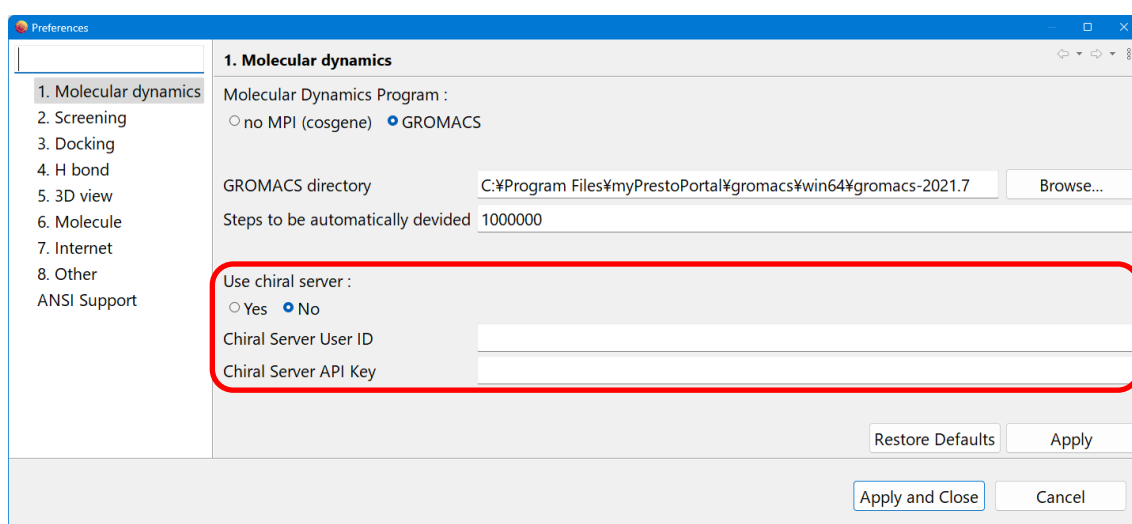 Preferences
1. Molecular dynamics
2. Screening
3. Docking
4. H bond
5. 3D view
6. Molecule
7. Internet
8. Other
ANSI Support
1. Molecular dynamics
Molecular Dynamics Program :
no MPI (cosgene) GROMACS
GROMACS directory C:¥Program Files¥myPrestoPortal¥gromacs¥win64¥gromacs-2021.7 Browse...
Steps to be automatically devided 1000000
Use chiral server :
Yes No
Chiral Server User ID
Chiral Server API Key
Restore Defaults Apply
Apply and Close Cancel